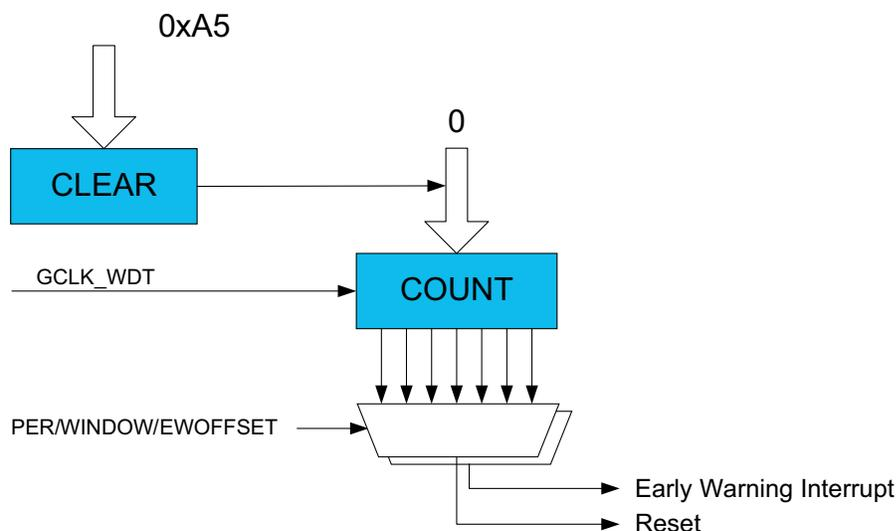 0xA5
0
CLEAR
GCLK_WDT
COUNT
PER/WINDOW/EWOFFSET
Early Warning Interrupt
Reset